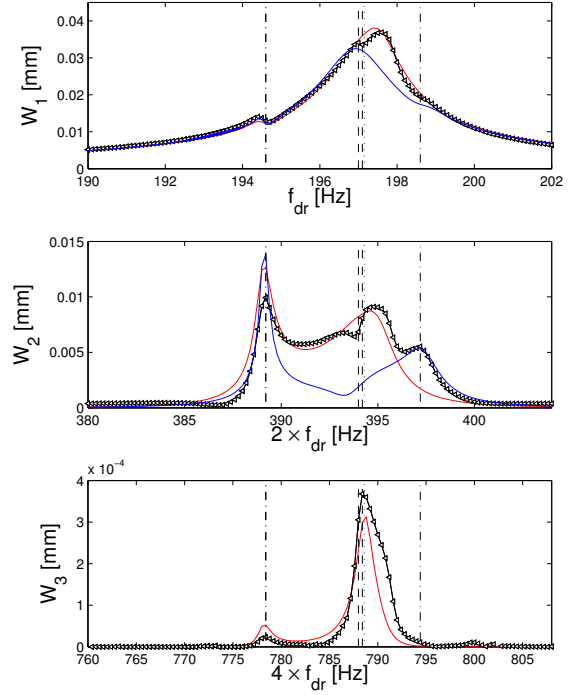 0.04
0.03
0.02
0.01
0
W1 [mm]
190 192 194 196 198 200 202
fdr [Hz]
0.015
0.01
0.005
0
W2 [mm]
380 385 390 395 400
2 × fdr [Hz]
x 10-4
4
3
2
1
0
W3 [mm]
760 765 770 775 780 785 790 795 800 805
4 × fdr [Hz]